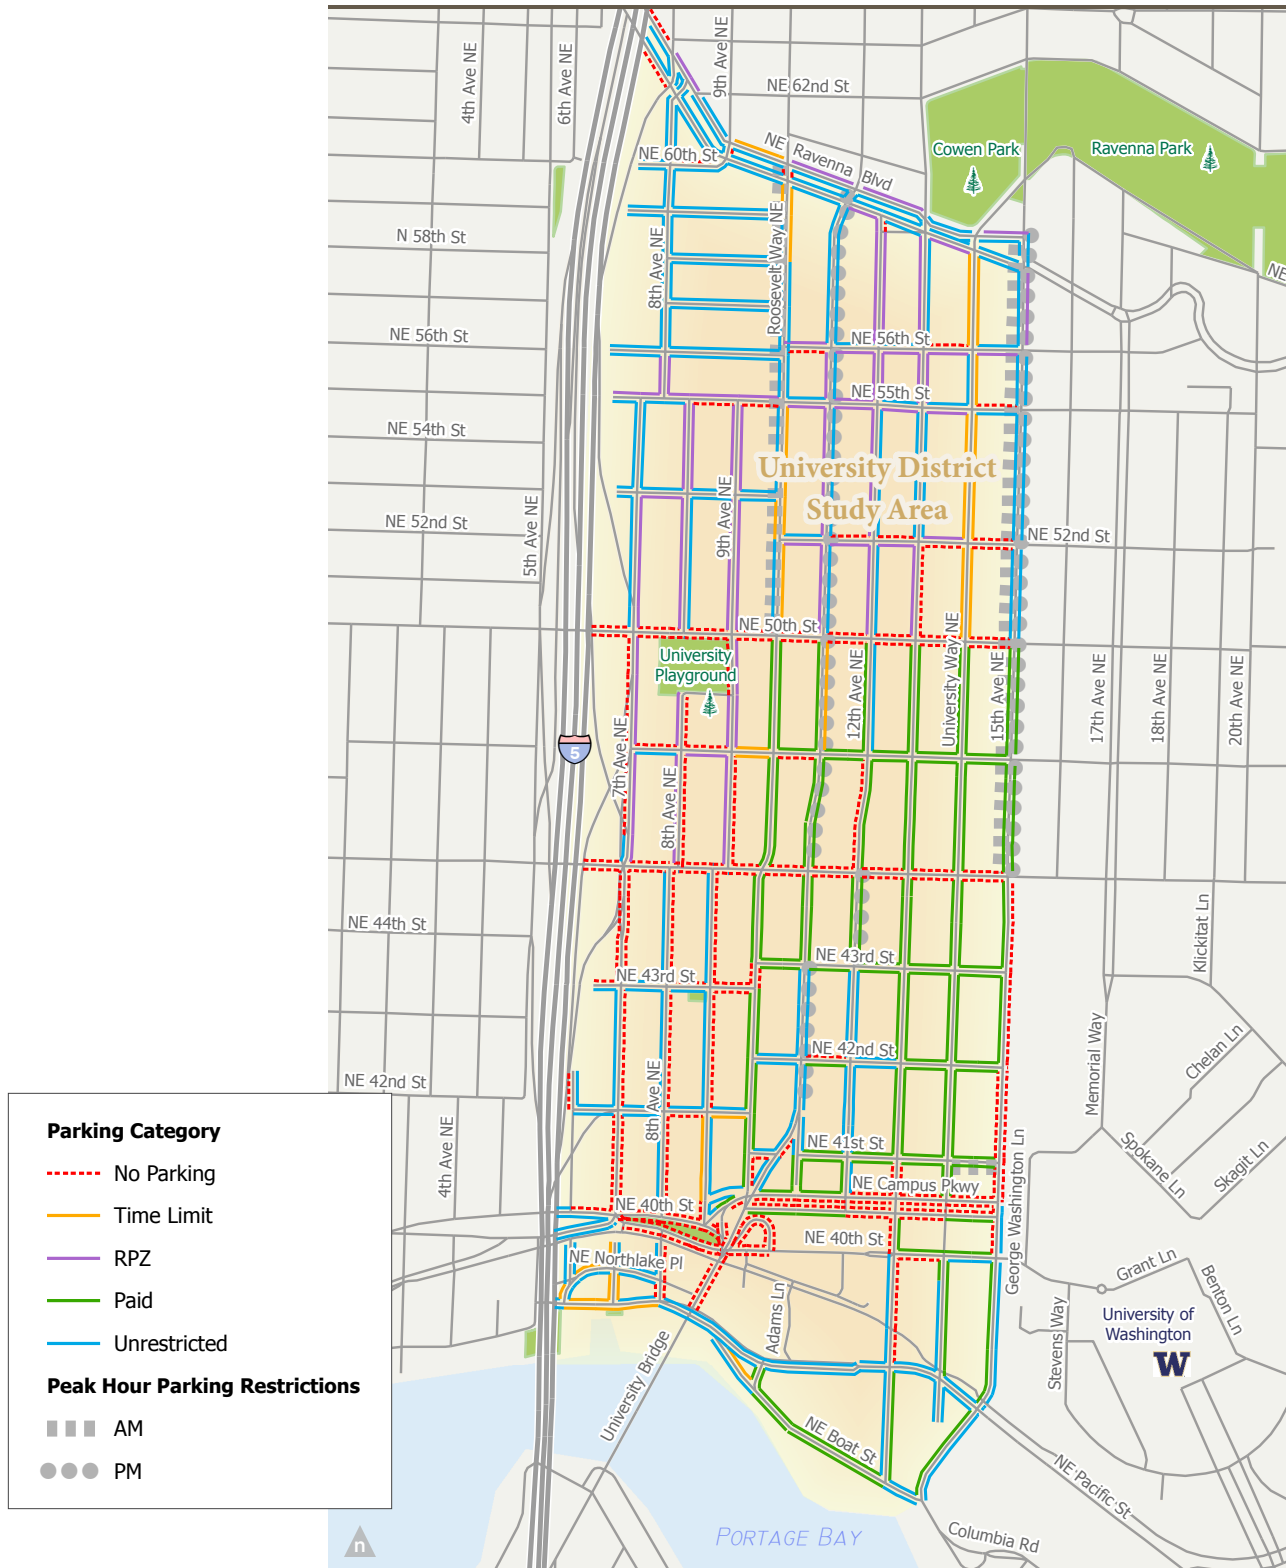 4th Ave NE
6th Ave NE
9th Ave NE
NE 62nd St
NE Ravenna Blvd
Cowen Park
Ravenna Park
NE 60th St
N 58th St
8th Ave NE
Roosevelt Way NE
NE
NE 56th St
NE 56th St
NE 55th St
NE 54th St
University District
Study Area
NE 52nd St
5th Ave NE
9th Ave NE
NE 52nd St
NE 50th St
University
Playground
12th Ave NE
University Way NE
15th Ave NE
17th Ave NE
18th Ave NE
20th Ave NE
5
7th Ave NE
8th Ave NE
NE 44th St
NE 43rd St
NE 43rd St
Klickitat Ln
NE 42nd St
NE 42nd St
8th Ave NE
Memorial Way
Chelan Ln
4th Ave NE
NE 41st St
Spokane Ln
Skagit Ln
NE Campus Pkwy
George Washington Ln
NE 40th St
NE 40th St
NE Northlake Pl
Grant Ln
Benton Ln
Adams Ln
Stevens Way
University of
Washington
W
University Bridge
NE Boat St
NE Pacific St
Columbia Rd
PORTAGE BAY
Parking Category
No Parking
Time Limit
RPZ
Paid
Unrestricted
Peak Hour Parking Restrictions
AM
PM
n